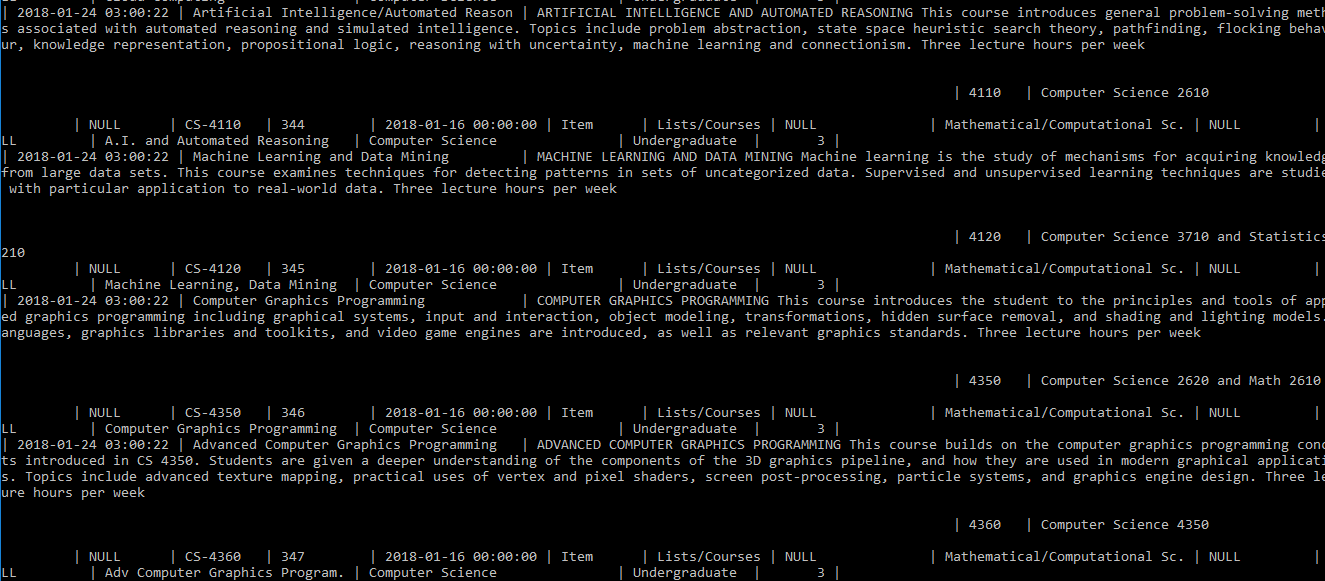 | 2018-01-24 03:00:22 | Artificial Intelligence/Automated Reason | ARTIFICIAL INTELLIGENCE AND AUTOMATED REASONING This course introduces general problem-solving meth
s associated with automated reasoning and simulated intelligence. Topics include problem abstraction, state space heuristic search theory, pathfinding, flocking behav
ur, knowledge representation, propositional logic, reasoning with uncertainty, machine learning and connectionism. Three lecture hours per week
| 4110 | Computer Science 2610
| NULL | CS-4110 | 344 | 2018-01-16 00:00:00 | Item | Lists/Courses | NULL | Mathematical/Computational Sc. | NULL |
LL | A.I. and Automated Reasoning | Computer Science | Undergraduate | 3 |
| 2018-01-24 03:00:22 | Machine Learning and Data Mining | MACHINE LEARNING AND DATA MINING Machine learning is the study of mechanisms for acquiring knowledg
from large data sets. This course examines techniques for detecting patterns in sets of uncategorized data. Supervised and unsupervised learning techniques are studie
with particular application to real-world data. Three lecture hours per week
| 4120 | Computer Science 3710 and Statistics
210
| NULL | CS-4120 | 345 | 2018-01-16 00:00:00 | Item | Lists/Courses | NULL | Mathematical/Computational Sc. | NULL |
LL | Machine Learning, Data Mining | Computer Science | Undergraduate | 3 |
| 2018-01-24 03:00:22 | Computer Graphics Programming | COMPUTER GRAPHICS PROGRAMMING This course introduces the student to the principles and tools of app
ed graphics programming including graphical systems, input and interaction, object modeling, transformations, hidden surface removal, and shading and lighting models.
anguages, graphics libraries and toolkits, and video game engines are introduced, as well as relevant graphics standards. Three lecture hours per week
| 4350 | Computer Science 2620 and Math 2610
| NULL | CS-4350 | 346 | 2018-01-16 00:00:00 | Item | Lists/Courses | NULL | Mathematical/Computational Sc. | NULL |
LL | Computer Graphics Programming | Computer Science | Undergraduate | 3 |
| 2018-01-24 03:00:22 | Advanced Computer Graphics Programming | ADVANCED COMPUTER GRAPHICS PROGRAMMING This course builds on the computer graphics programming conc
ts introduced in CS 4350. Students are given a deeper understanding of the components of the 3D graphics pipeline, and how they are used in modern graphical applicati
s. Topics include advanced texture mapping, practical uses of vertex and pixel shaders, screen post-processing, particle systems, and graphics engine design. Three le
ure hours per week
| 4360 | Computer Science 4350
| NULL | CS-4360 | 347 | 2018-01-16 00:00:00 | Item | Lists/Courses | NULL | Mathematical/Computational Sc. | NULL |
LL | Adv Computer Graphics Program. | Computer Science | Undergraduate | 3 |